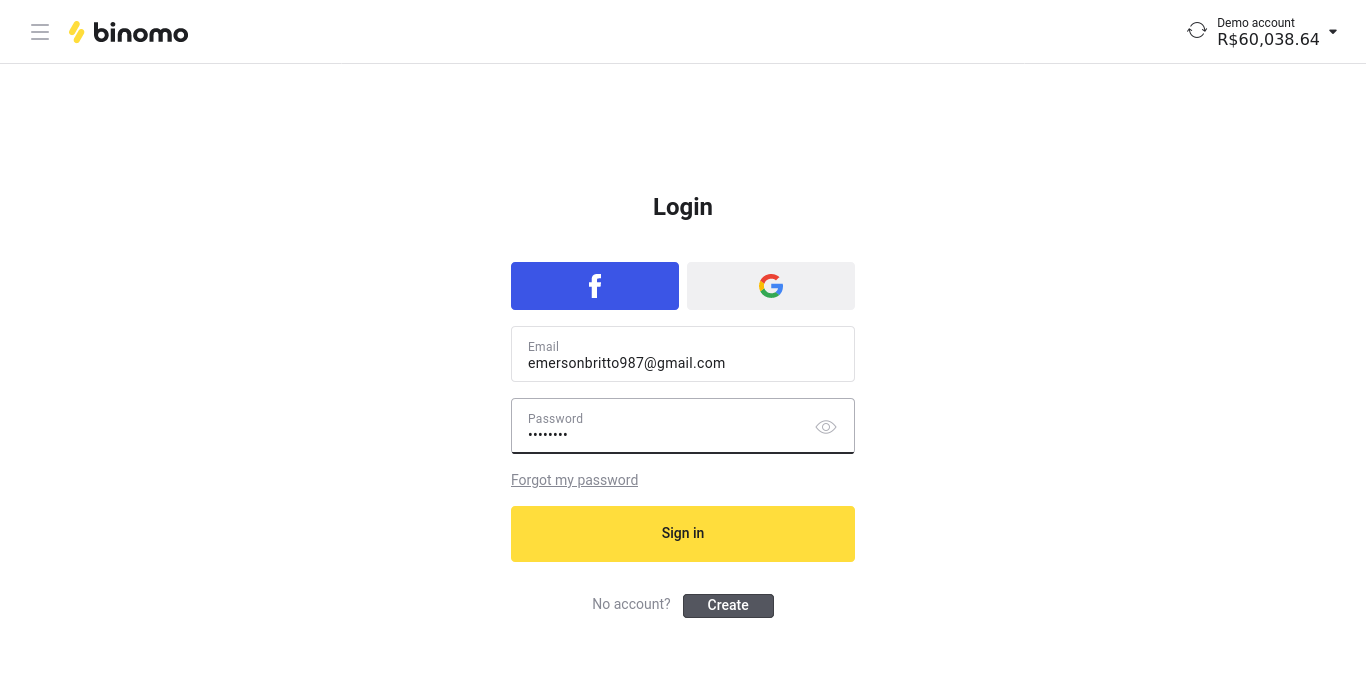 binomo
Demo account
R$60,038.64
Login
Email
emersonbritto987@gmail.com
Password
••••••••
Forgot my password
Sign in
No account?
Create